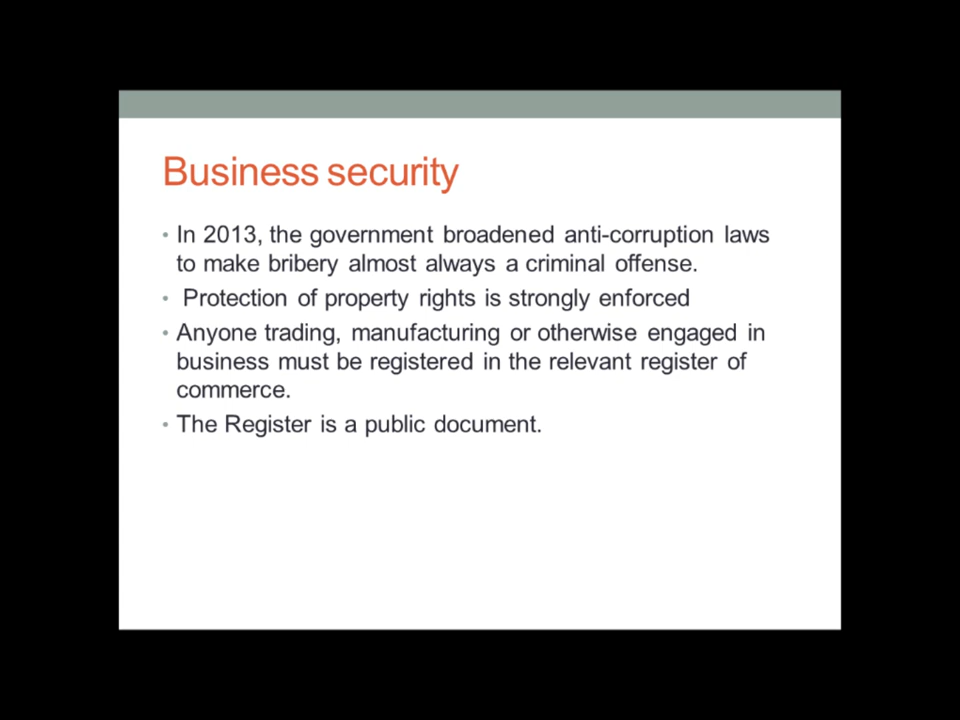 Business security
• In 2013, the government broadened anti-corruption laws
to make bribery almost always a criminal offense.
• Protection of property rights is strongly enforced
• Anyone trading, manufacturing or otherwise engaged in
business must be registered in the relevant register of
commerce.
• The Register is a public document.